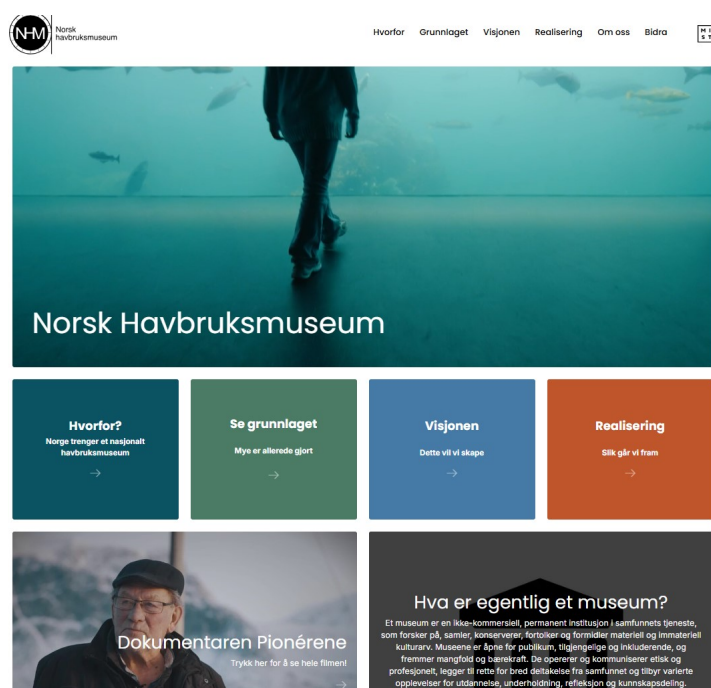 NHM
Norsk
havbruksmuseum
Hvorfor Grunnlaget Visjonen Realisering Om oss Bidra
Norsk Havbruksmuseum
Hvorfor?
Norge trenger et nasjonalt
havbruksmuseum
Se grunnlaget
Mye er allerede gjort
Visjonen
Dette vil vi skape
Realisering
Slik går vi fram
Dokumentaren Pionérene
Trykk her for å se hele filmen!
Hva er egentlig et museum?
Et museum er en ikke-kommersiell, permanent institusjon i samfunnets tjeneste,
som forsker på, samler, konserverer, fortolker og formidler materiell og immateriell
kulturarv. Museene er åpne for publikum, tilgjengelige og inkluderende, og
fremmer mangfold og bærekraft. De opererer og kommuniserer etisk og
profesjonelt, legger til rette for bred deltakelse fra samfunnet og tilbyr varierte
opplevelser for utdannelse, underholdning, refleksjon og kunnskapsdeling.